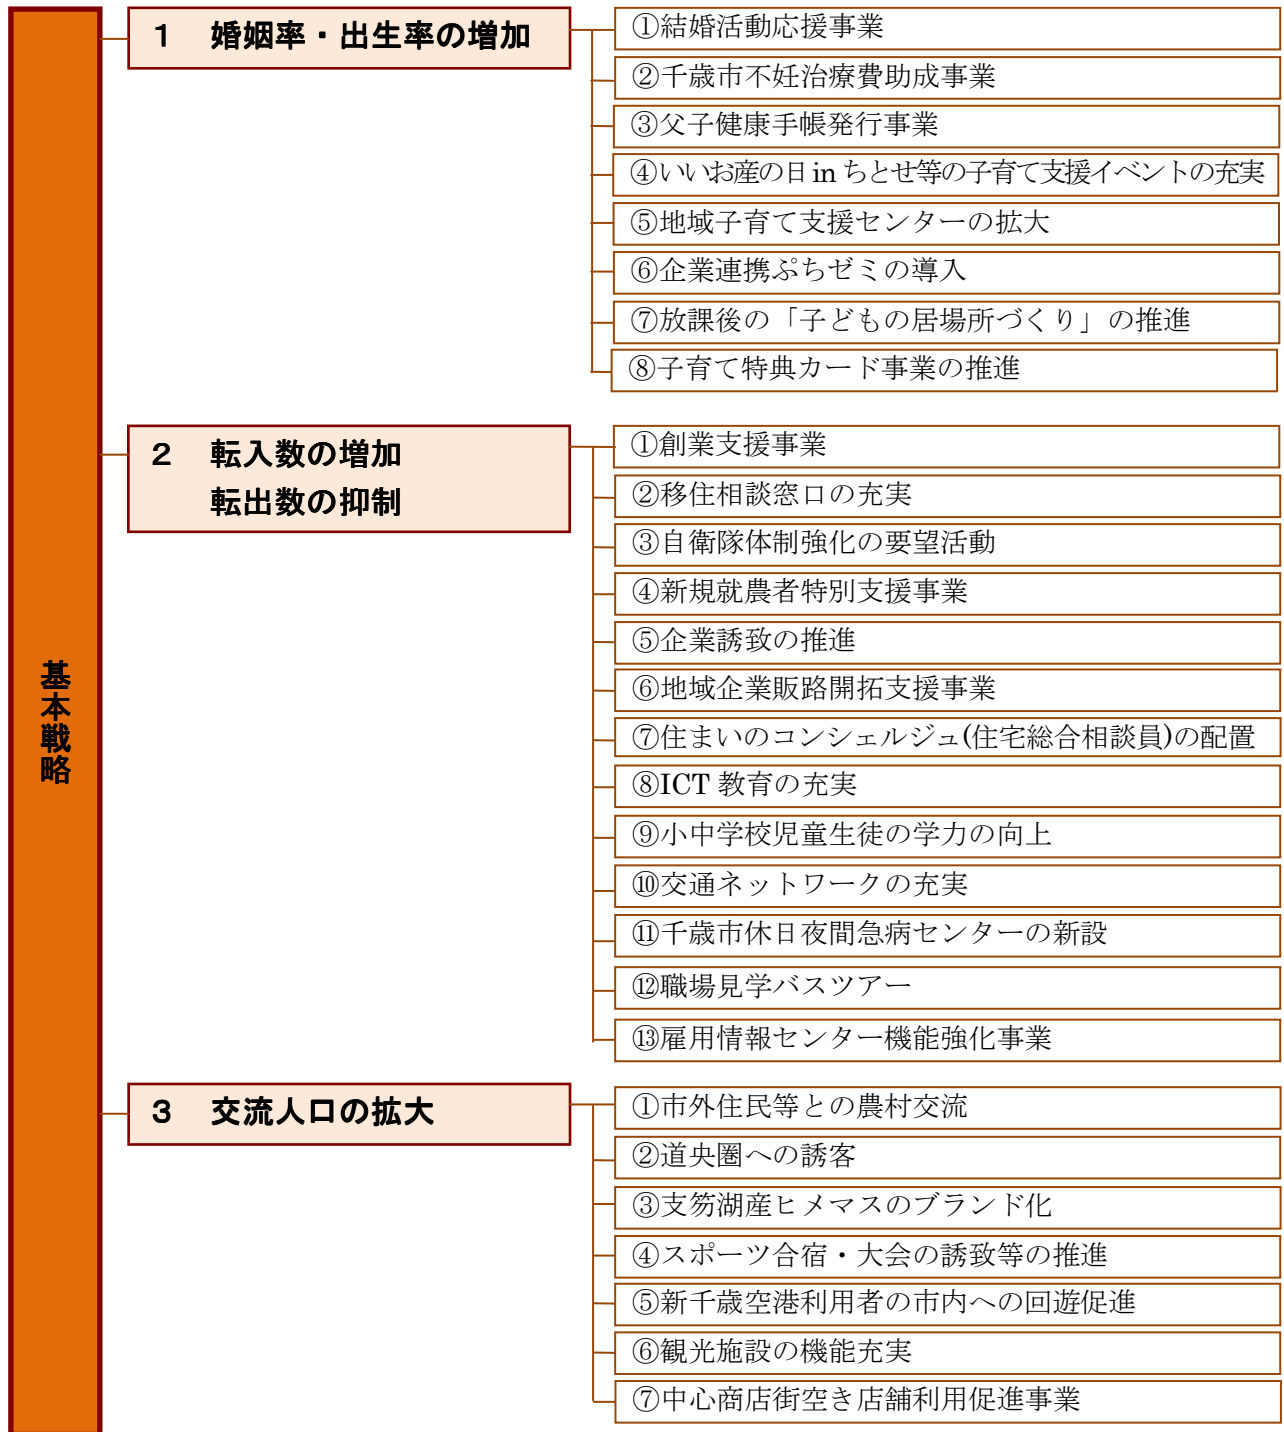 基本戦略
１　婚姻率・出生率の増加
①結婚活動応援事業
②千歳市不妊治療費助成事業
③父子健康手帳発行事業
④いいお産の日 in ちとせ等の子育て支援イベントの充実
⑤地域子育て支援センターの拡大
⑥企業連携ぷちゼミの導入
⑦放課後の「子どもの居場所づくり」の推進
⑧子育て特典カード事業の推進
２　転入数の増加
転出数の抑制
①創業支援事業
②移住相談窓口の充実
③自衛隊体制強化の要望活動
④新規就農者特別支援事業
⑤企業誘致の推進
⑥地域企業販路開拓支援事業
⑦住まいのコンシェルジュ(住宅総合相談員)の配置
⑧ICT 教育の充実
⑨小中学校児童生徒の学力の向上
⑩交通ネットワークの充実
⑪千歳市休日夜間急病センターの新設
⑫職場見学バスツアー
⑬雇用情報センター機能強化事業
３　交流人口の拡大
①市外住民等との農村交流
②道央圏への誘客
③支笏湖産ヒメマスのブランド化
④スポーツ合宿・大会の誘致等の推進
⑤新千歳空港利用者の市内への回遊促進
⑥観光施設の機能充実
⑦中心商店街空き店舗利用促進事業